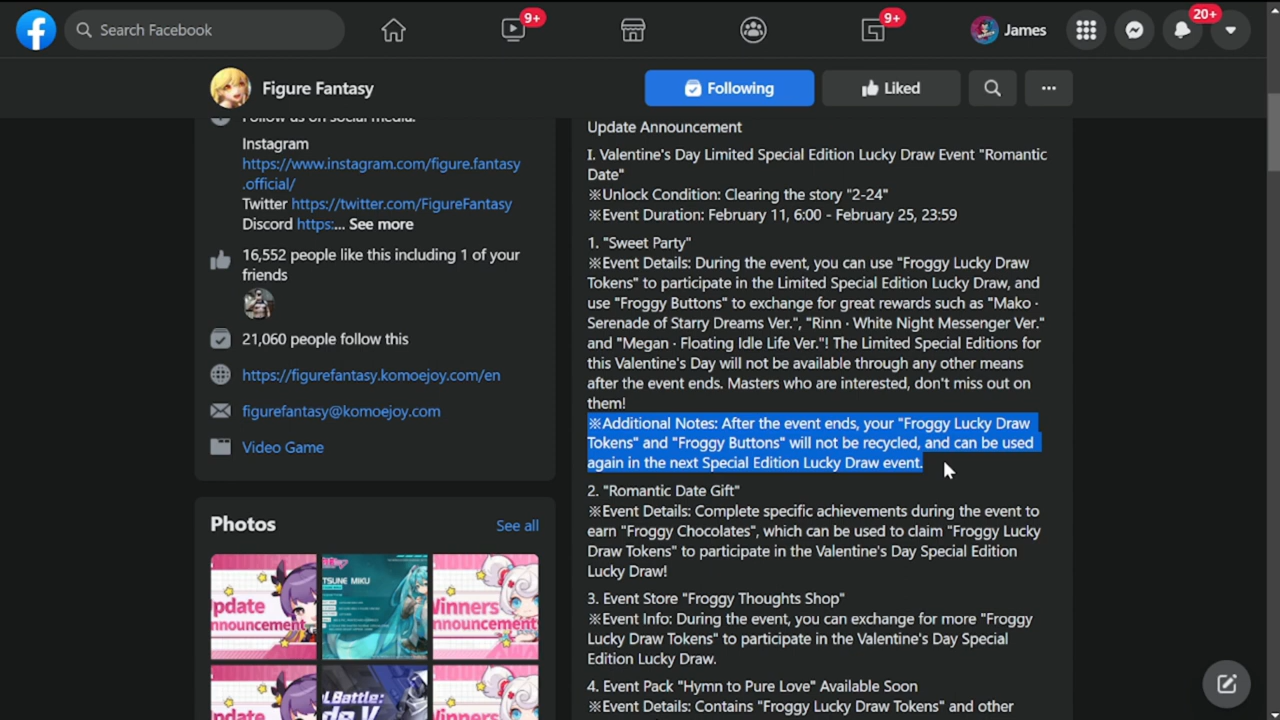 Search Facebook
9+
9+
James
20+
Figure Fantasy
Following
Liked
Follow us on social media:
Instagram
https://www.instagram.com/figure.fantasy
.official/
Twitter https://twitter.com/FigureFantasy
Discord https:... See more
16,552 people like this including 1 of your
friends
21,060 people follow this
https://figurefantasy.komoejoy.com/en
figurefantasy@komoejoy.com
Video Game
Photos
See all
Update
Announcement
TSUNE MIKU
Winners
nnouncement
Winners
Battle:
de V
Update Announcement
I. Valentine's Day Limited Special Edition Lucky Draw Event "Romantic
Date"
※Unlock Condition: Clearing the story "2-24"
※Event Duration: February 11, 6:00 - February 25, 23:59
1. "Sweet Party"
※Event Details: During the event, you can use "Froggy Lucky Draw
Tokens" to participate in the Limited Special Edition Lucky Draw, and
use "Froggy Buttons" to exchange for great rewards such as "Mako ·
Serenade of Starry Dreams Ver.", "Rinn · White Night Messenger Ver."
and "Megan · Floating Idle Life Ver."! The Limited Special Editions for
this Valentine's Day will not be available through any other means
after the event ends. Masters who are interested, don't miss out on
them!
※Additional Notes: After the event ends, your "Froggy Lucky Draw
Tokens" and "Froggy Buttons" will not be recycled, and can be used
again in the next Special Edition Lucky Draw event.
2. "Romantic Date Gift"
※Event Details: Complete specific achievements during the event to
earn "Froggy Chocolates", which can be used to claim "Froggy Lucky
Draw Tokens" to participate in the Valentine's Day Special Edition
Lucky Draw!
3. Event Store "Froggy Thoughts Shop"
※Event Info: During the event, you can exchange for more "Froggy
Lucky Draw Tokens" to participate in the Valentine's Day Special
Edition Lucky Draw.
4. Event Pack "Hymn to Pure Love" Available Soon
※Event Details: Contains "Froggy Lucky Draw Tokens" and other